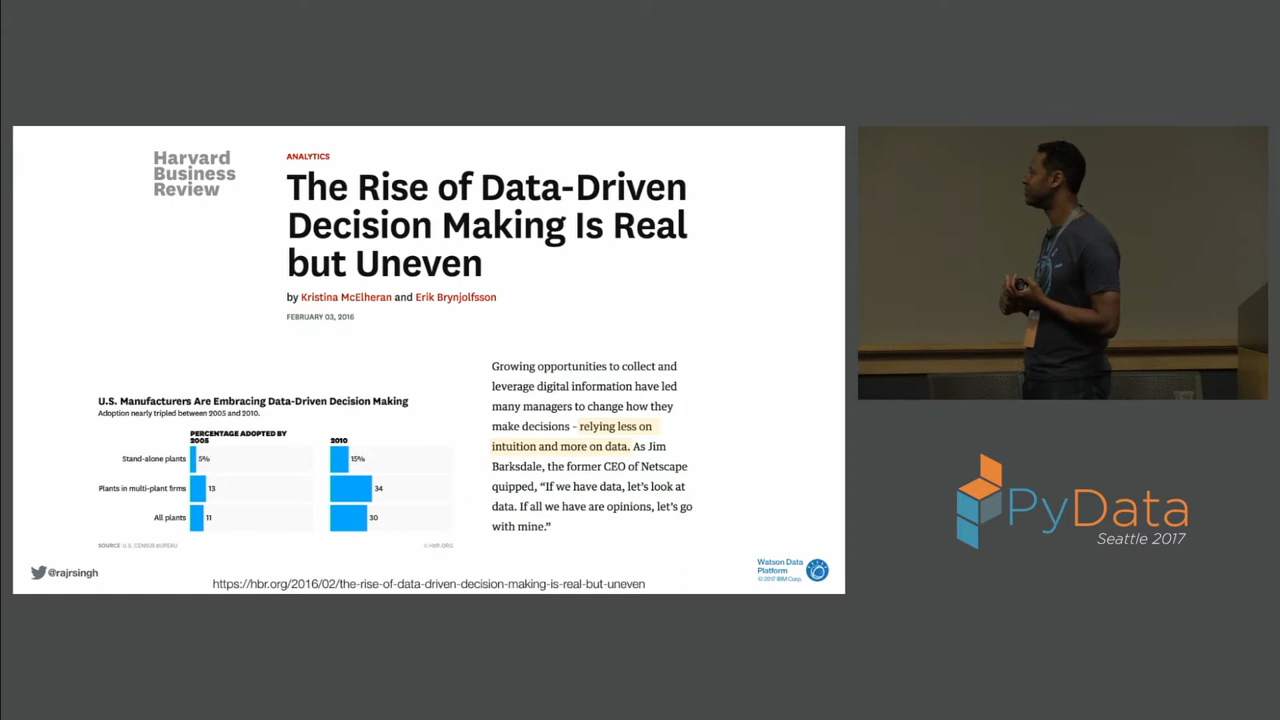 Harvard
Business
Review
ANALYTICS
The Rise of Data-Driven
Decision Making Is Real
but Uneven
by Kristina McElheran and Erik Brynjolfsson
FEBRUARY 03, 2016
Growing opportunities to collect and
leverage digital information have led
many managers to change how they
make decisions – relying less on
intuition and more on data. As Jim
Barksdale, the former CEO of Netscape
quipped, “If we have data, let’s look at
data. If all we have are opinions, let’s go
with mine.”
U.S. Manufacturers Are Embracing Data-Driven Decision Making
Adoption nearly tripled between 2005 and 2010.
PERCENTAGE ADOPTED BY
2005 2010
Stand-alone plants 5% 15%
Plants in multi-plant firms 13 34
All plants 11 30
SOURCE U.S. CENSUS BUREAU © HBR.ORG
@rajrsingh
https://hbr.org/2016/02/the-rise-of-data-driven-decision-making-is-real-but-uneven
Watson Data
Platform
© 2017 IBM Corp.
PyData
Seattle 2017